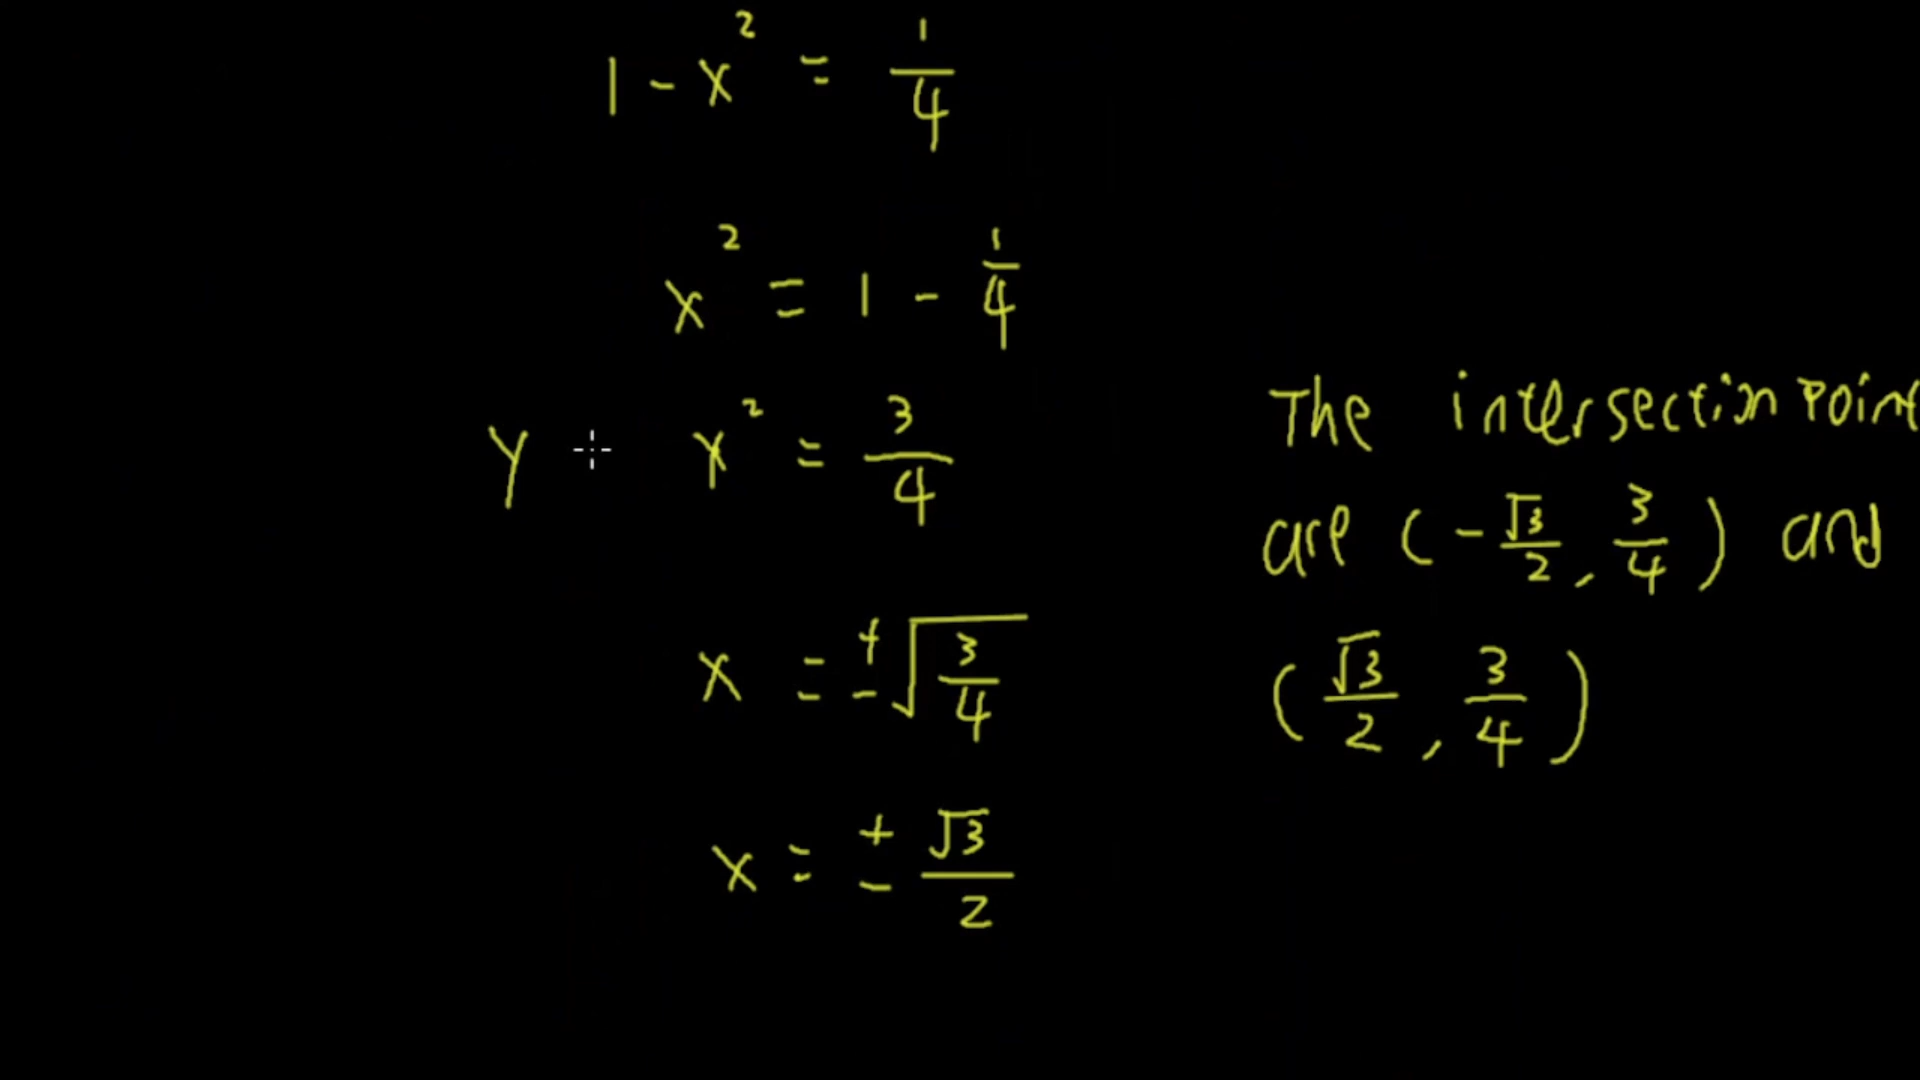 1 - x² = 1/4
x² = 1 - 1/4
y x² = 3/4
x = ±√(3/4)
x = ±√3/2
The intersection Point
are (-√3/2, 3/4) and
(√3/2, 3/4)